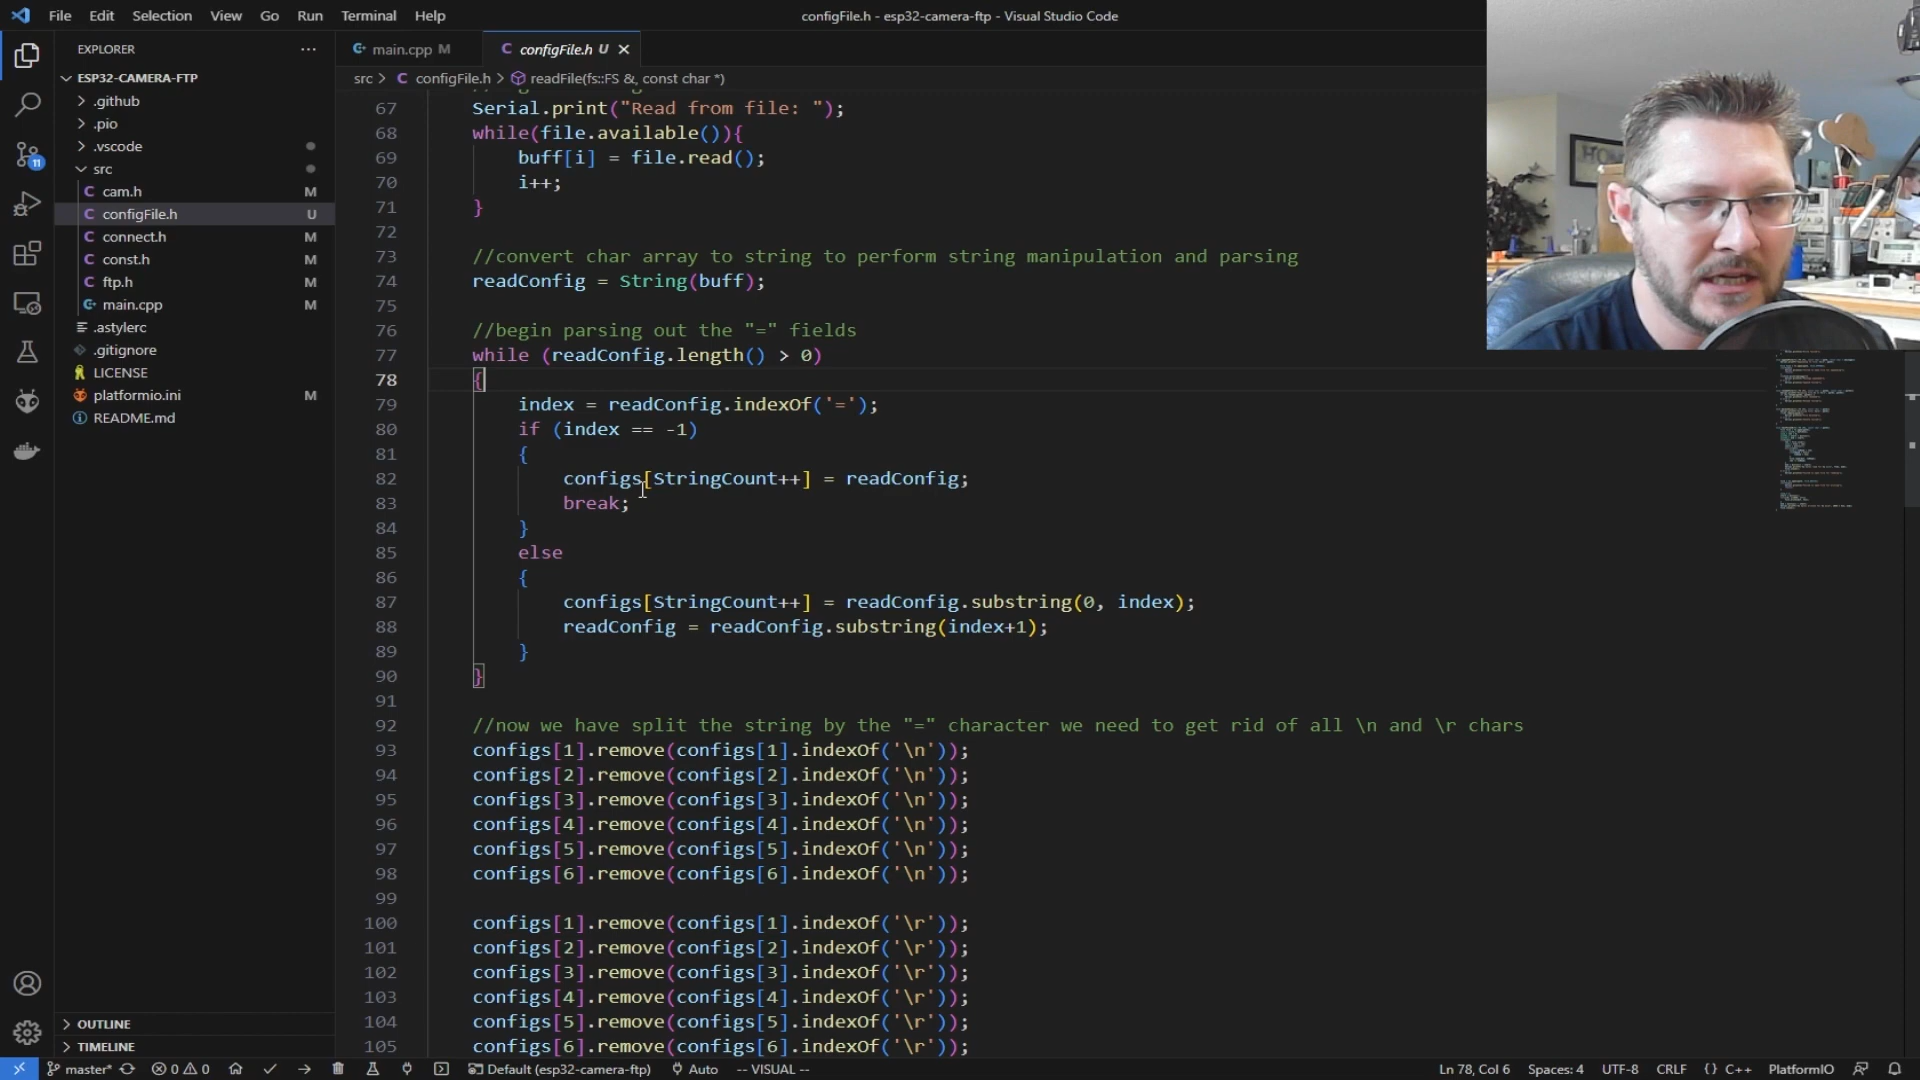 File Edit Selection View Go Run Terminal Help
configFile.h - esp32-camera-ftp - Visual Studio Code
EXPLORER
ESP32-CAMERA-FTP
.github
.pio
.vscode
src
cam.h M
configFile.h U
connect.h M
const.h M
ftp.h M
main.cpp M
.astylerc
.gitignore
LICENSE
platformio.ini M
README.md
OUTLINE
TIMELINE
11
main.cpp M
configFile.h U
src > configFile.h > readFile(fs::FS &, const char *)
67 Serial.print("Read from file: ");
68 while(file.available()){
69 buff[i] = file.read();
70 i++;
71 }
72
73 //convert char array to string to perform string manipulation and parsing
74 readConfig = String(buff);
75
76 //begin parsing out the "=" fields
77 while (readConfig.length() > 0)
78 {
79 index = readConfig.indexOf('=');
80 if (index == -1)
81 {
82 configs[StringCount++] = readConfig;
83 break;
84 }
85 else
86 {
87 configs[StringCount++] = readConfig.substring(0, index);
88 readConfig = readConfig.substring(index+1);
89 }
90 }
91
92 //now we have split the string by the "=" character we need to get rid of all \n and \r chars
93 configs[1].remove(configs[1].indexOf('\n'));
94 configs[2].remove(configs[2].indexOf('\n'));
95 configs[3].remove(configs[3].indexOf('\n'));
96 configs[4].remove(configs[4].indexOf('\n'));
97 configs[5].remove(configs[5].indexOf('\n'));
98 configs[6].remove(configs[6].indexOf('\n'));
99
100 configs[1].remove(configs[1].indexOf('\r'));
101 configs[2].remove(configs[2].indexOf('\r'));
102 configs[3].remove(configs[3].indexOf('\r'));
103 configs[4].remove(configs[4].indexOf('\r'));
104 configs[5].remove(configs[5].indexOf('\r'));
105 configs[6].remove(configs[6].indexOf('\r'));
master* 0 0 Default (esp32-camera-ftp) Auto -- VISUAL -- Ln 78, Col 6 Spaces: 4 UTF-8 CRLF {} C++ PlatformIO